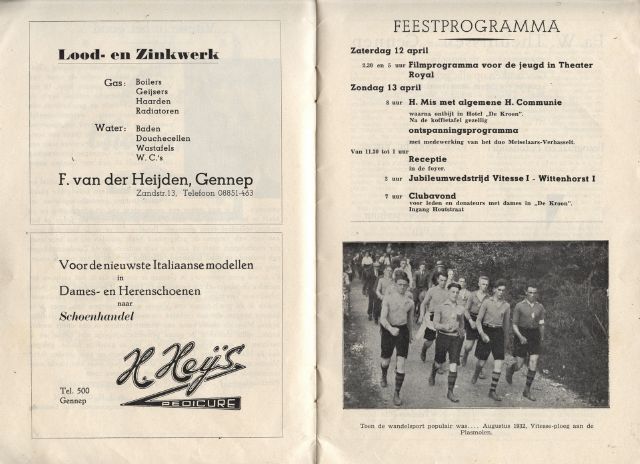 Lood- en Zinkwerk
Gas: Boilers
Geijsers
Haarden
Radiatoren
Water: Baden
Douchecellen
Wastafels
W. C.'s
F. van der Heijden, Gennep
Zandstr. 13, Telefoon 08851-463
Voor de nieuwste Italiaanse modellen
in
Dames- en Herenschoenen
naar
Schoenhandel
H. Heÿs.
PEDICURE
Tel. 500
Gennep
FEESTPROGRAMMA
Zaterdag 12 april
2.30 en 5 uur Filmprogramma voor de jeugd in Theater
Royal
Zondag 13 april
8 uur H. Mis met algemene H. Communie
waarna ontbijt in Hotel „De Kroon".
Na de koffietafel gezellig
ontspanningsprogramma
met medewerking van het duo Meiselaars-Verhasselt.
Van 11.30 tot 1 uur
Receptie
in de foyer.
3 uur Jubileumwedstrijd Vitesse I - Wittenhorst I
7 uur Clubavond
voor leden en donateurs met dames in „De Kroon".
Ingang Houtstraat
Toen de wandelsport populair was.... Augustus 1932, Vitesse-ploeg aan de
Plasmolen.